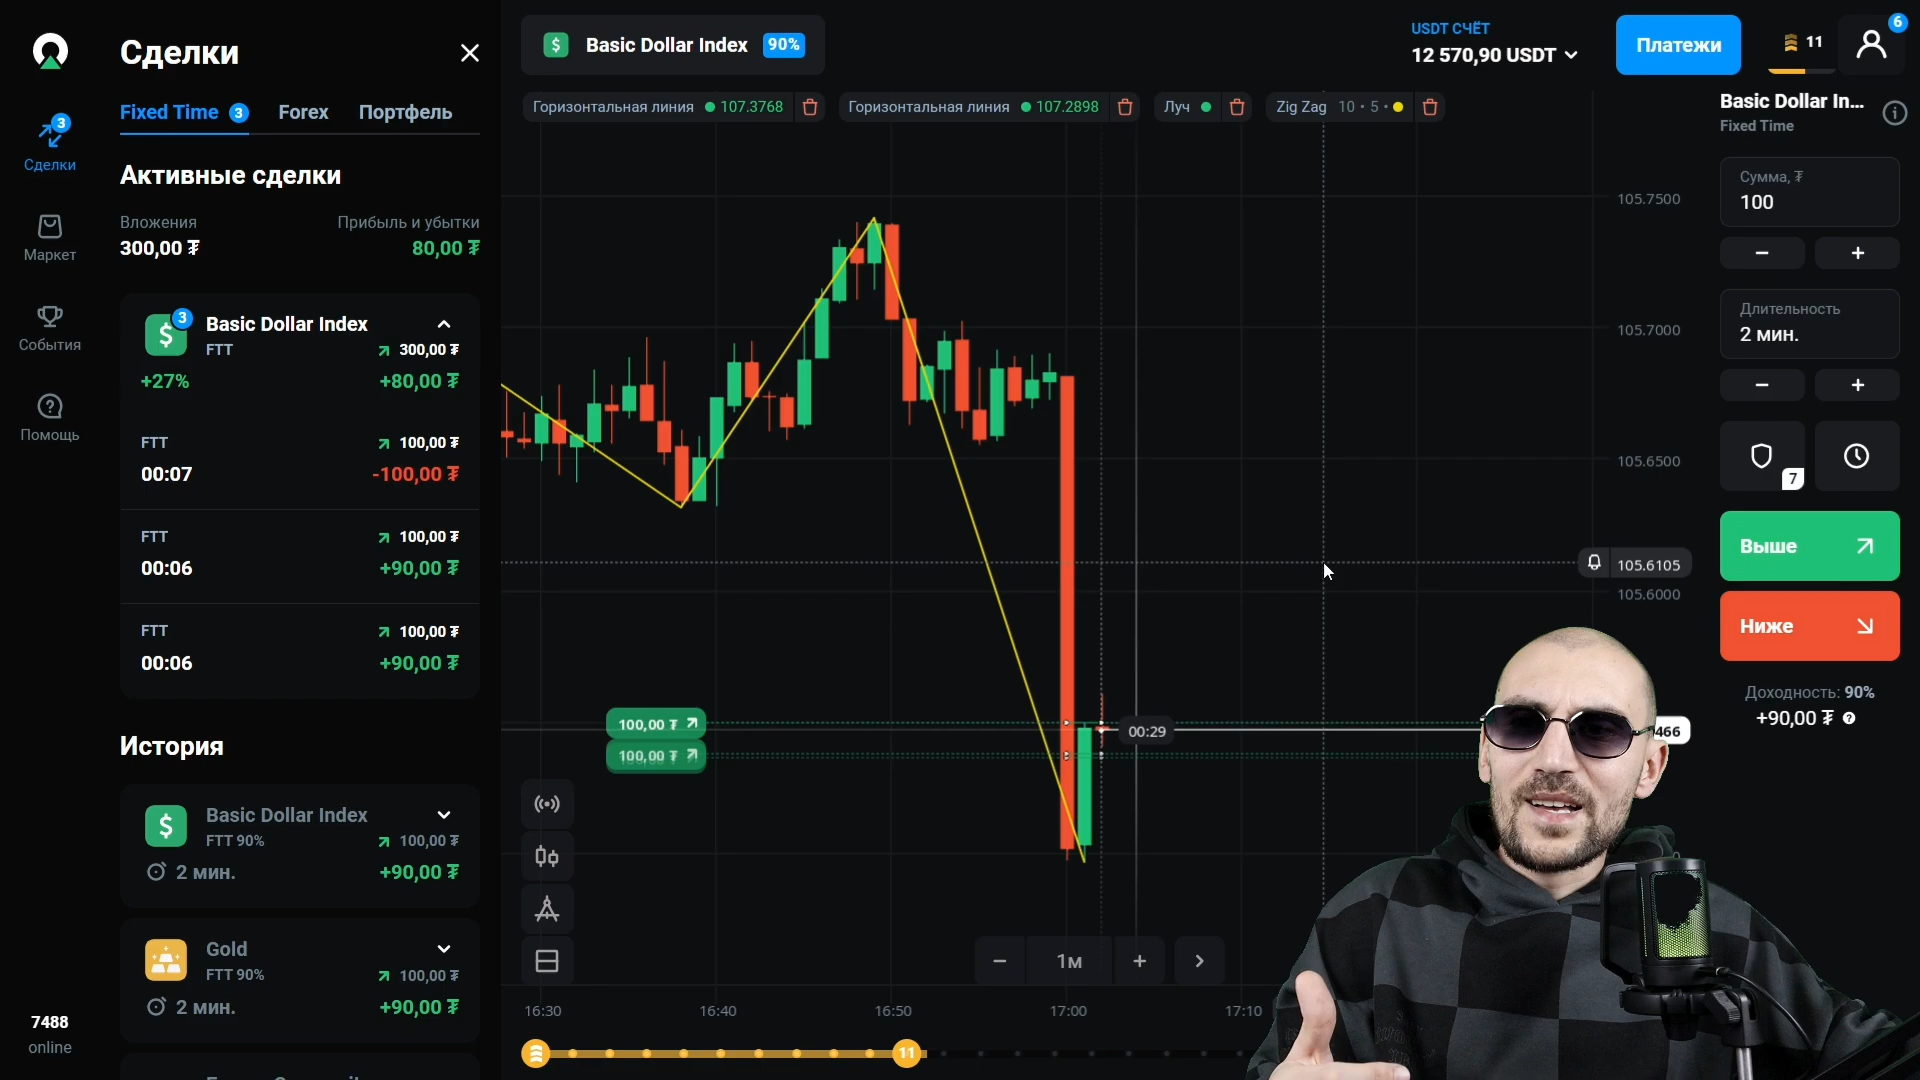 Сделки
Fixed Time 3 Forex Портфель
Активные сделки
Вложения Прибыль и убытки
300,00 ₮ 80,00 ₮
3
Basic Dollar Index
FTT 300,00 ₮
+27% +80,00 ₮
FTT 100,00 ₮
00:07 -100,00 ₮
FTT 100,00 ₮
00:06 +90,00 ₮
FTT 100,00 ₮
00:06 +90,00 ₮
История
Basic Dollar Index
FTT 90% 100,00 ₮
2 мин. +90,00 ₮
Gold
FTT 90% 100,00 ₮
2 мин. +90,00 ₮
3
Сделки
Маркет
События
Помощь
7488
online
Basic Dollar Index 90%
USDT СЧЁТ
12 570,90 USDT
Платежи
11
6
Горизонтальная линия 107.3768
Горизонтальная линия 107.2898
Луч
Zig Zag 10 • 5 •
105.7500
105.7000
105.6500
105.6105
105.6000
466
100,00 ₮
100,00 ₮
00:29
− 1м + >
16:30 16:40 16:50 17:00 17:10
11
Basic Dollar In...
Fixed Time
Сумма, ₮
100
− +
Длительность
2 мин.
− +
7
Выше
Ниже
Доходность: 90%
+90,00 ₮